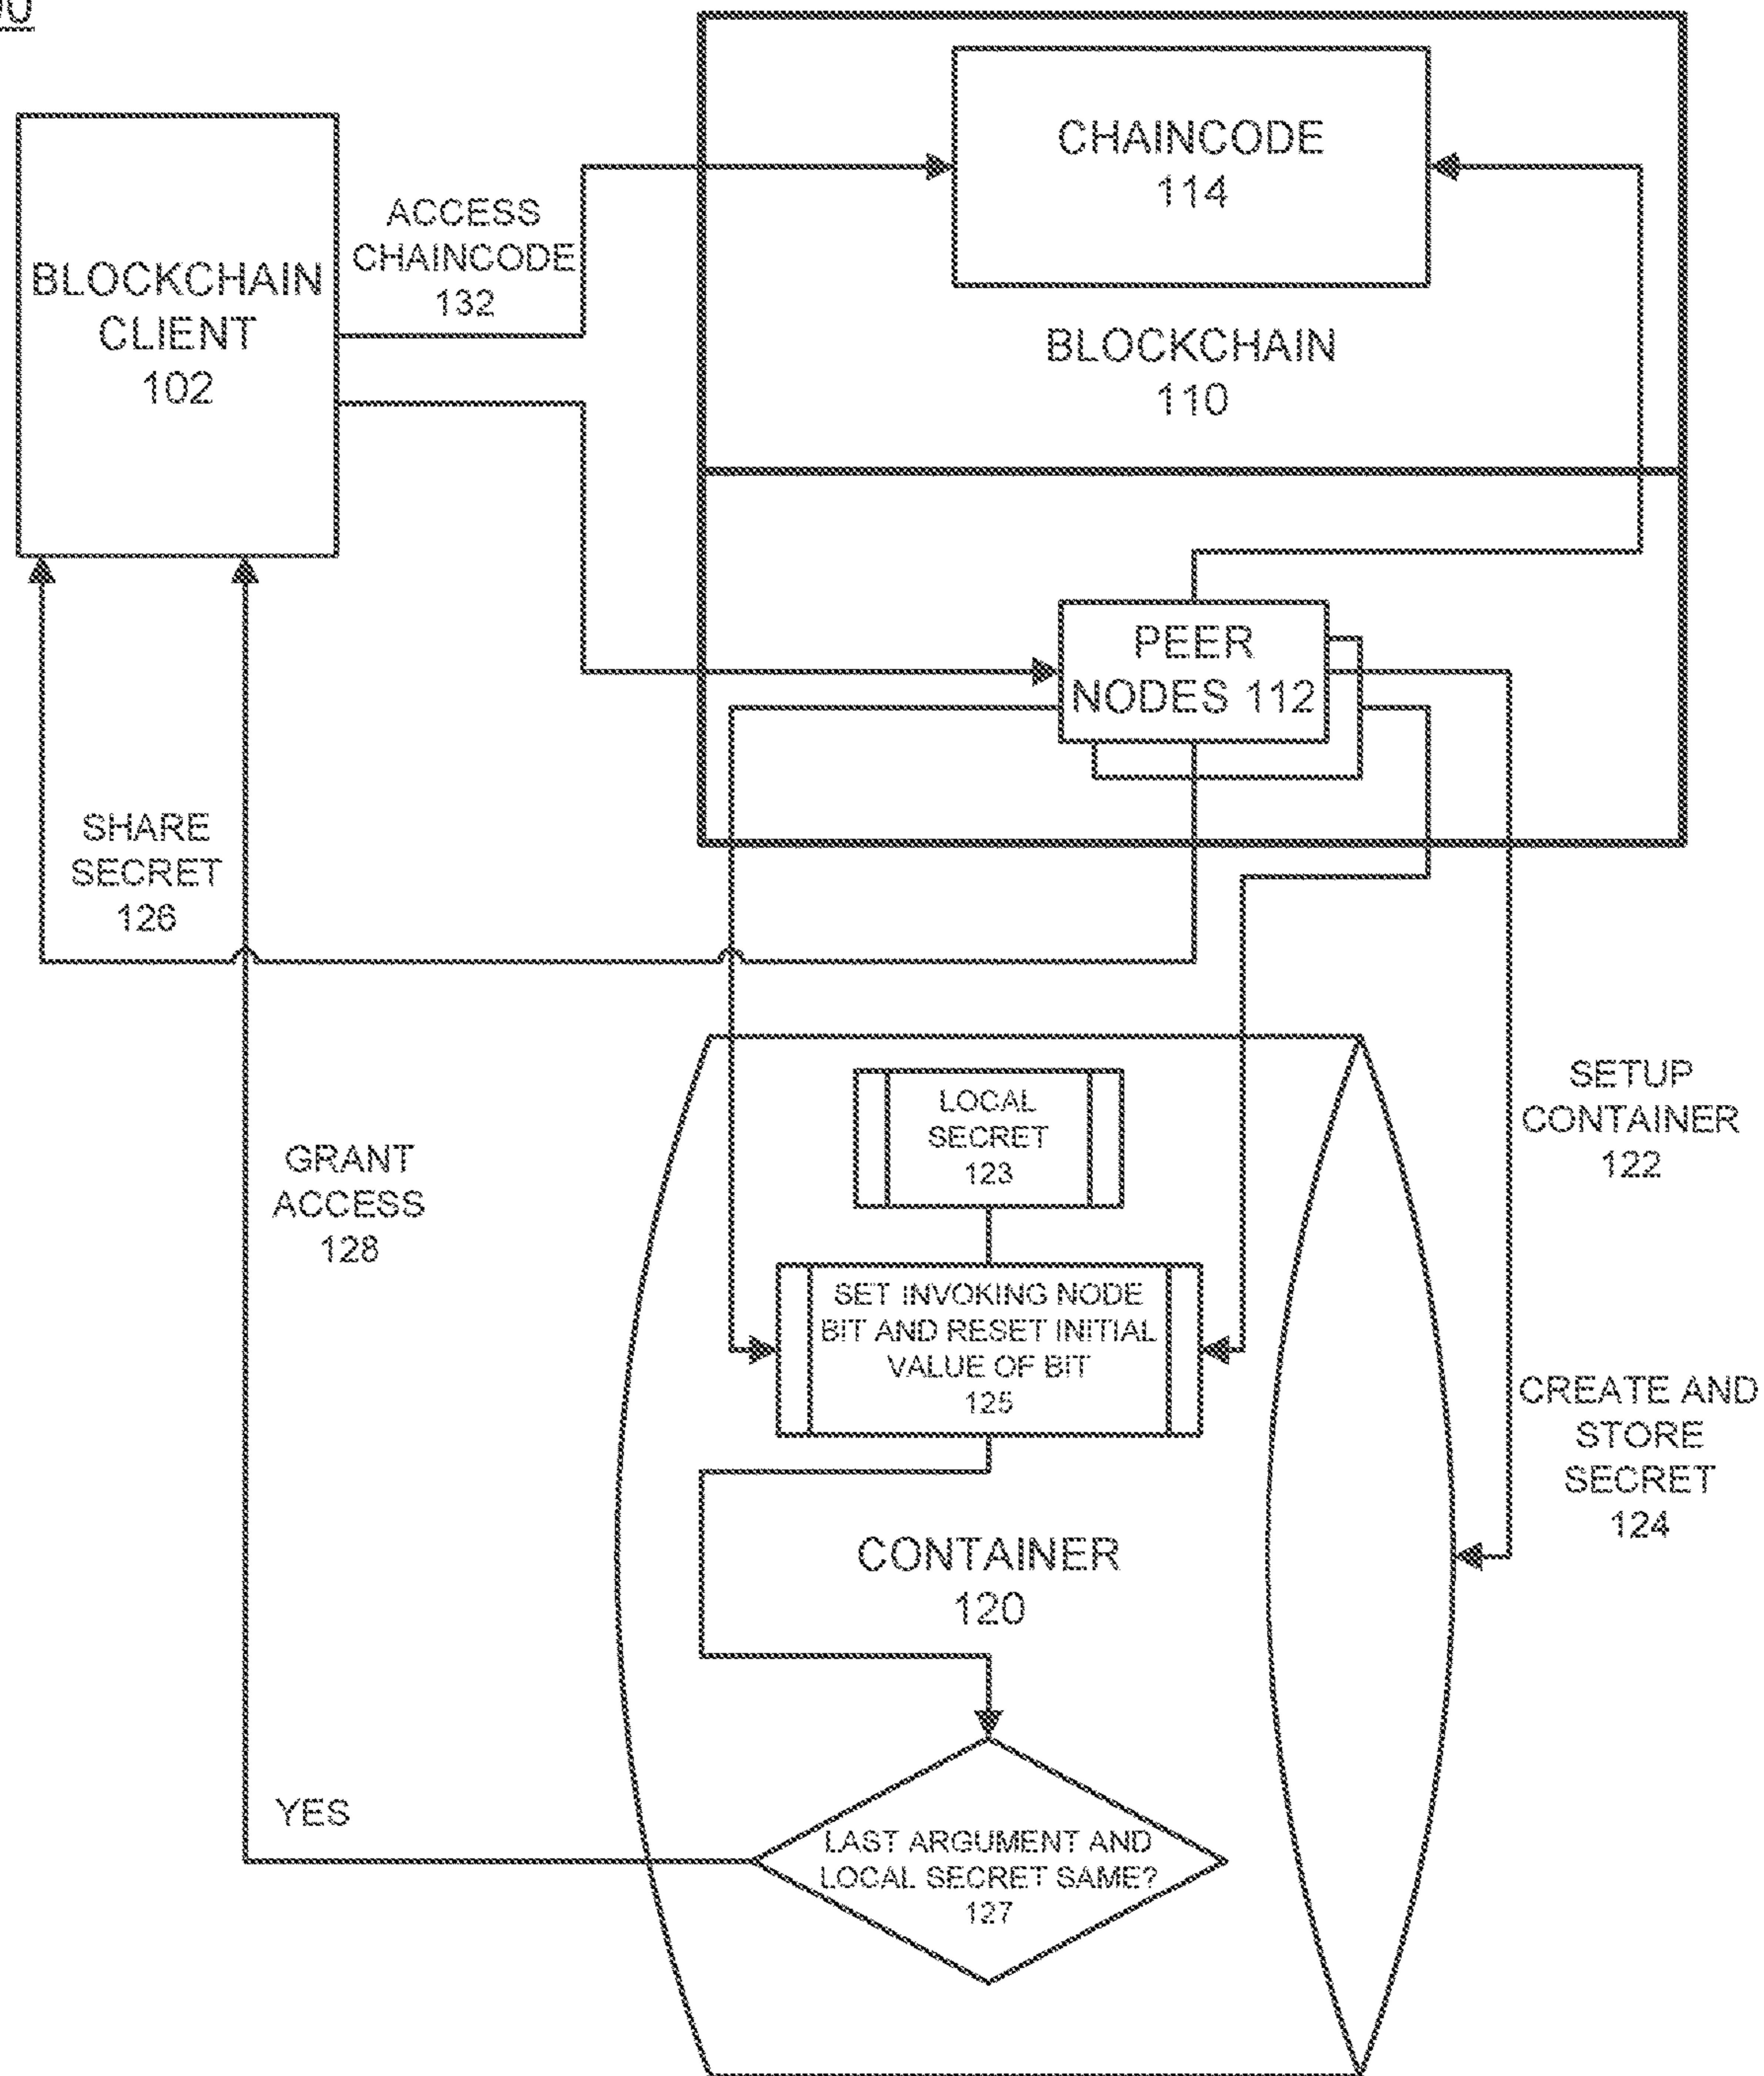 CHAINCODE
114
ACCESS
CHAINCODE
132
BLOCKCHAIN
CLIENT
102
BLOCKCHAIN
110
PEER
NODES 112
SHARE
SECRET
126
LOCAL
SECRET
123
SETUP
CONTAINER
122
GRANT
ACCESS
128
SET INVOKING NODE
BIT AND RESET INITIAL
VALUE OF BIT
125
CREATE AND
STORE
SECRET
124
CONTAINER
120
YES
LAST ARGUMENT AND
LOCAL SECRET SAME?
127